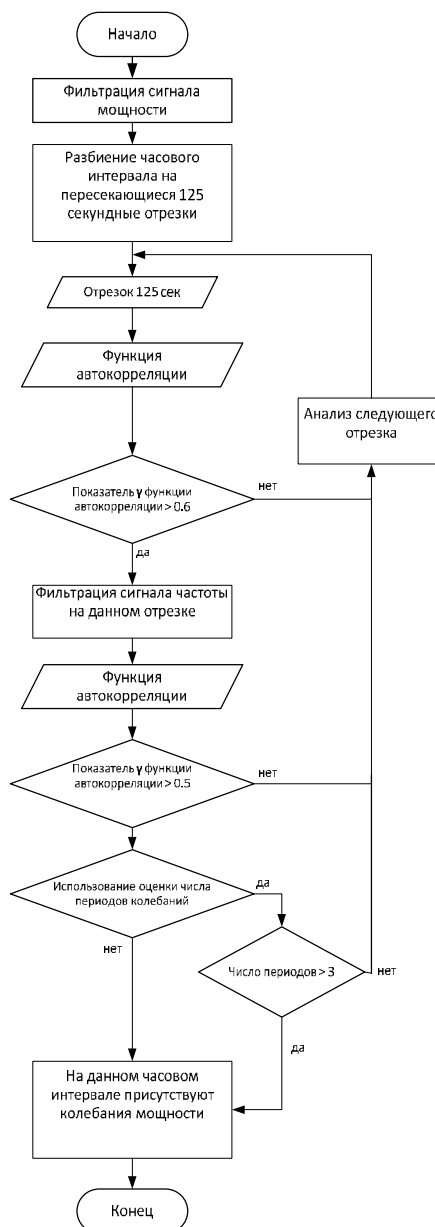 Начало
Фильтрация сигнала
мощности
Разбиение часового
интервала на
пересекающиеся 125
секундные отрезки
Отрезок 125 сек
Функция
автокорреляции
Анализ следующего
отрезка
Показатель γ функции
автокорреляции > 0.6
нет
да
Фильтрация сигнала частоты
на данном отрезке
Функция
автокорреляции
Показатель γ функции
автокорреляции > 0.5
нет
Использование оценки числа
периодов колебаний
да
нет
Число периодов > 3
нет
да
На данном часовом
интервале присутствуют
колебания мощности
Конец